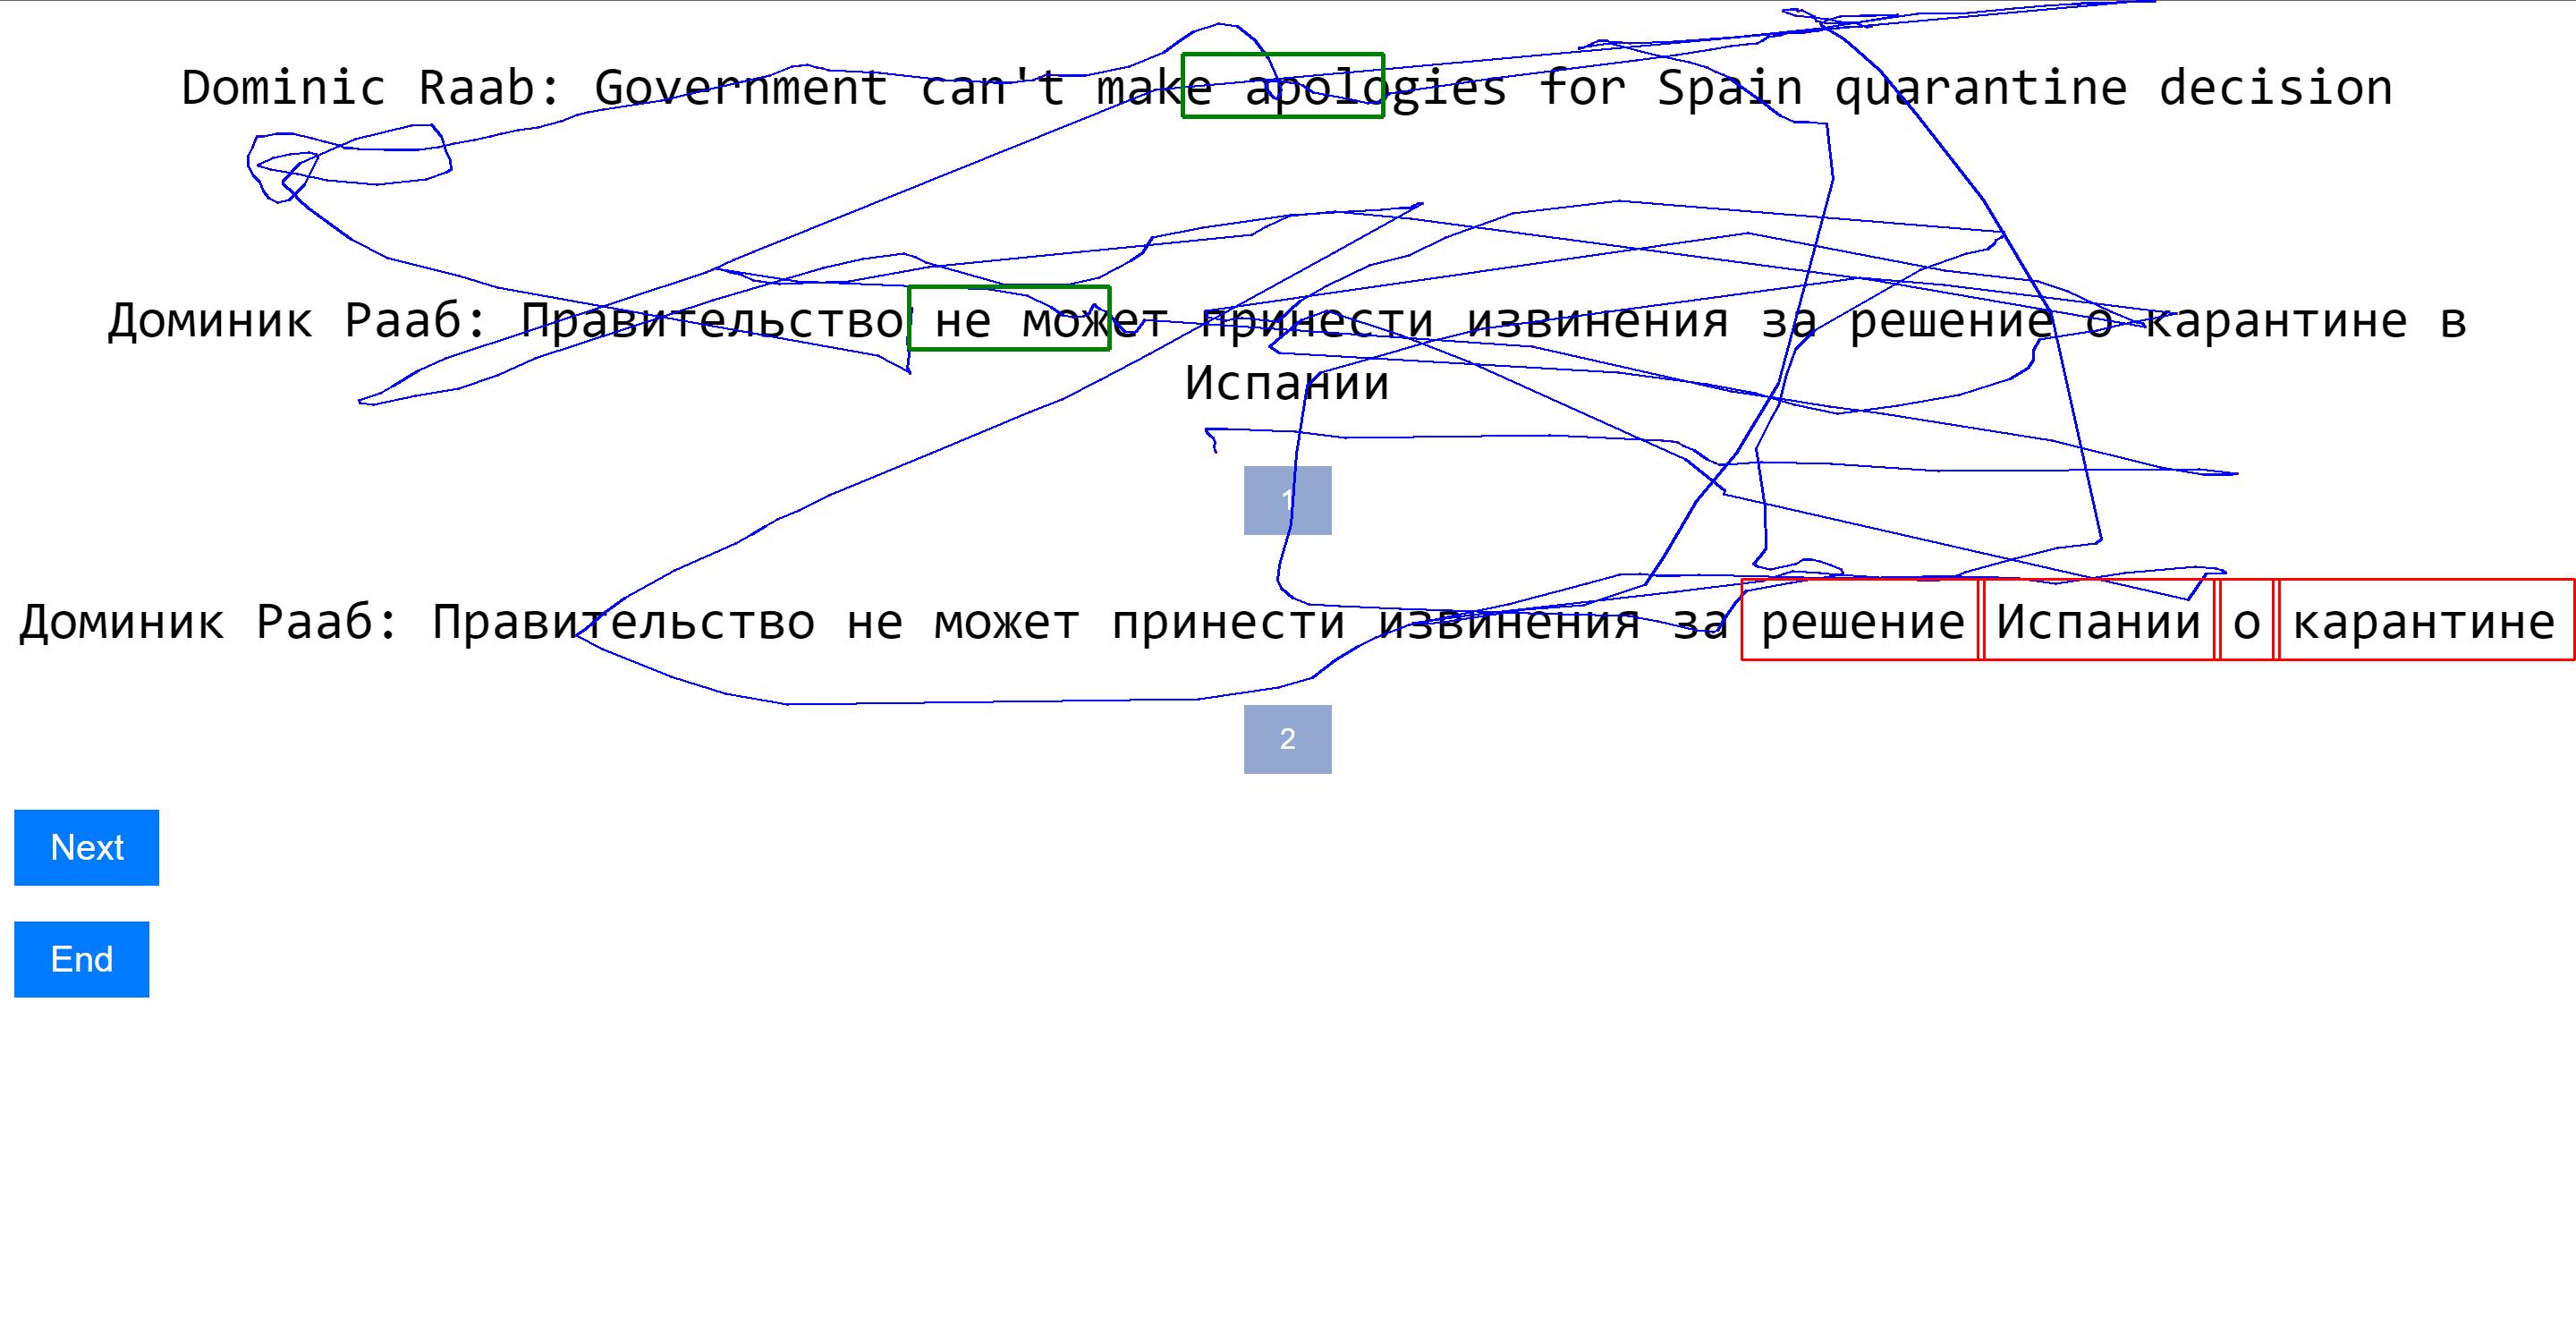 Dominic Raab: Government can't make apologies for Spain quarantine decision
Доминик Рааб: Правительство не может принести извинения за решение о карантине в
Испании
1
Доминик Рааб: Правительство не может принести извинения за решение Испании о карантине
2
Next
End